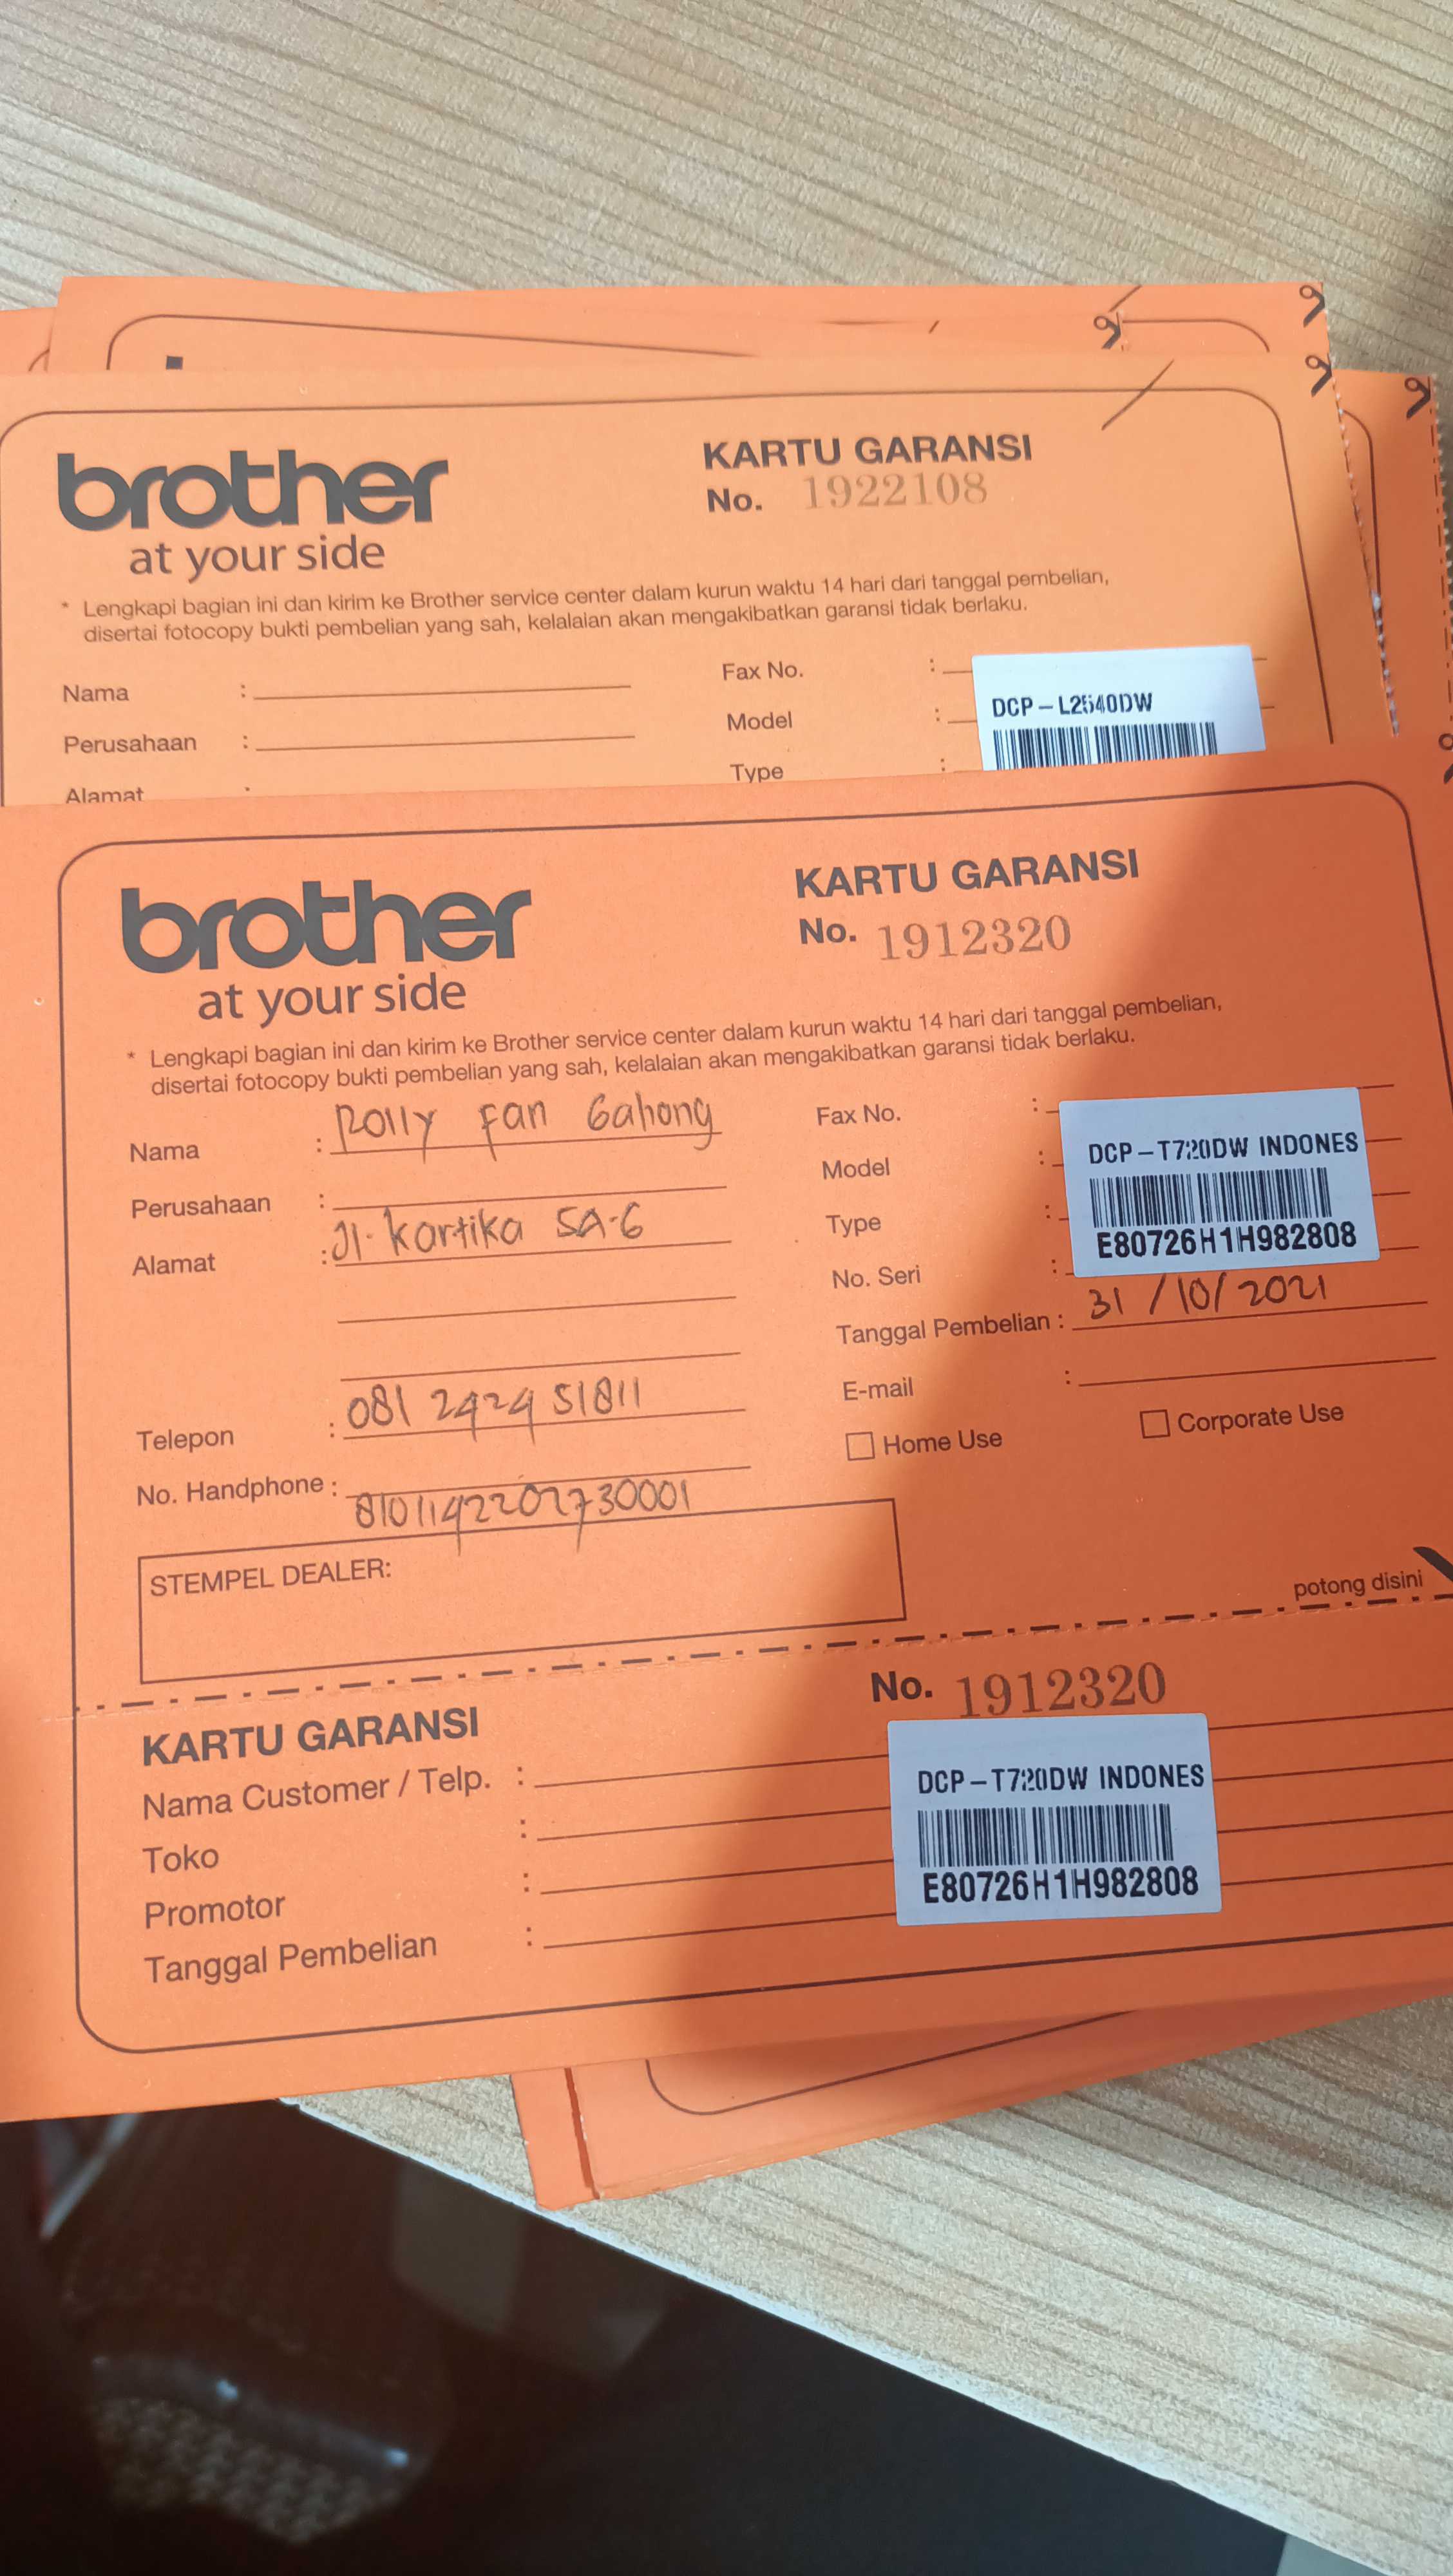 brother
at your side
KARTU GARANSI
No. 1922108
* Lengkapi bagian ini dan kirim ke Brother service center dalam kurun waktu 14 hari dari tanggal pembelian,
disertai fotocopy bukti pembelian yang sah, kelalaian akan mengakibatkan garansi tidak berlaku.
Nama :
Perusahaan :
Alamat
Fax No. :
Model :
Type :
DCP-L2540DW
brother
at your side
KARTU GARANSI
No. 1912320
* Lengkapi bagian ini dan kirim ke Brother service center dalam kurun waktu 14 hari dari tanggal pembelian,
disertai fotocopy bukti pembelian yang sah, kelalaian akan mengakibatkan garansi tidak berlaku.
Nama : Rolly Fan Gahong
Perusahaan :
Alamat : Jl. Kartika SA-6
Telepon : 081 2424 51811
No. Handphone : 8101142202730001
Fax No. :
Model :
Type :
No. Seri :
DCP-T720DW INDONES
E80726H1H982808
Tanggal Pembelian : 31/10/2021
E-mail :
Home Use
Corporate Use
STEMPEL DEALER:
potong disini
KARTU GARANSI
No. 1912320
Nama Customer / Telp. :
Toko :
Promotor :
Tanggal Pembelian :
DCP-T720DW INDONES
E80726H1H982808